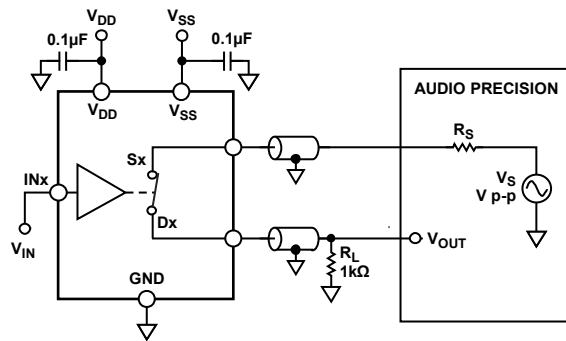 VDD
VSS
0.1µF
0.1µF
VDD
VSS
AUDIO PRECISION
RS
VS
V p-p
Sx
INx
Dx
VIN
VOUT
RL
1kΩ
GND